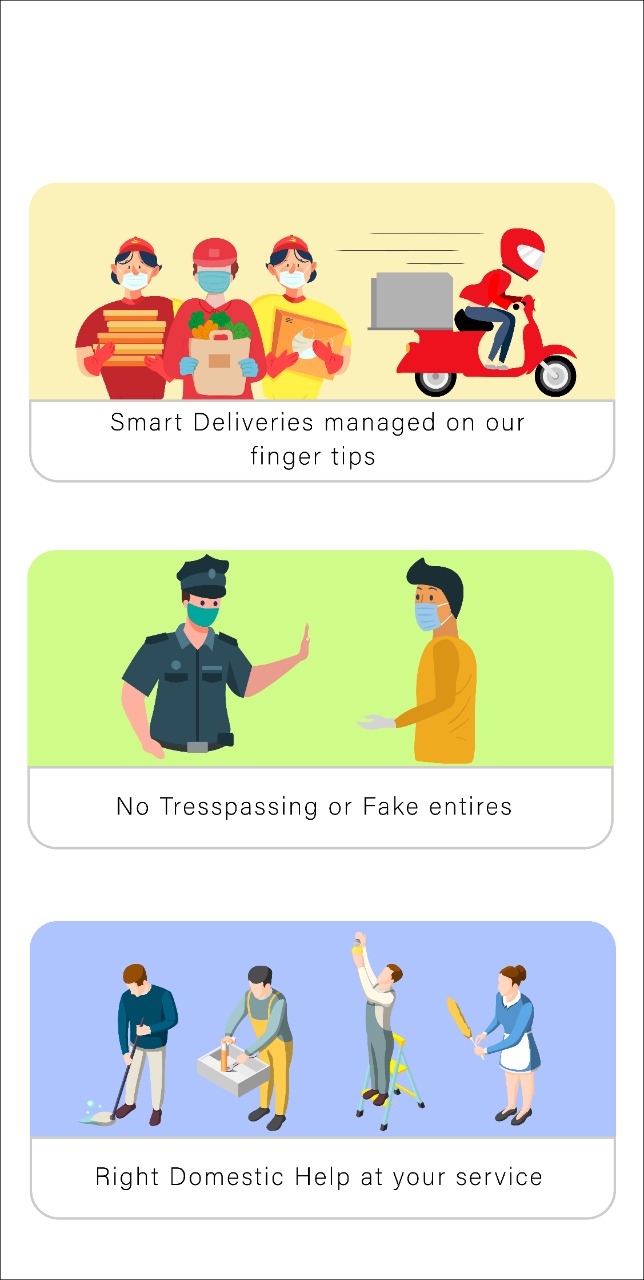 Smart Deliveries managed on our
finger tips
No Tresspassing or Fake entires
Right Domestic Help at your service